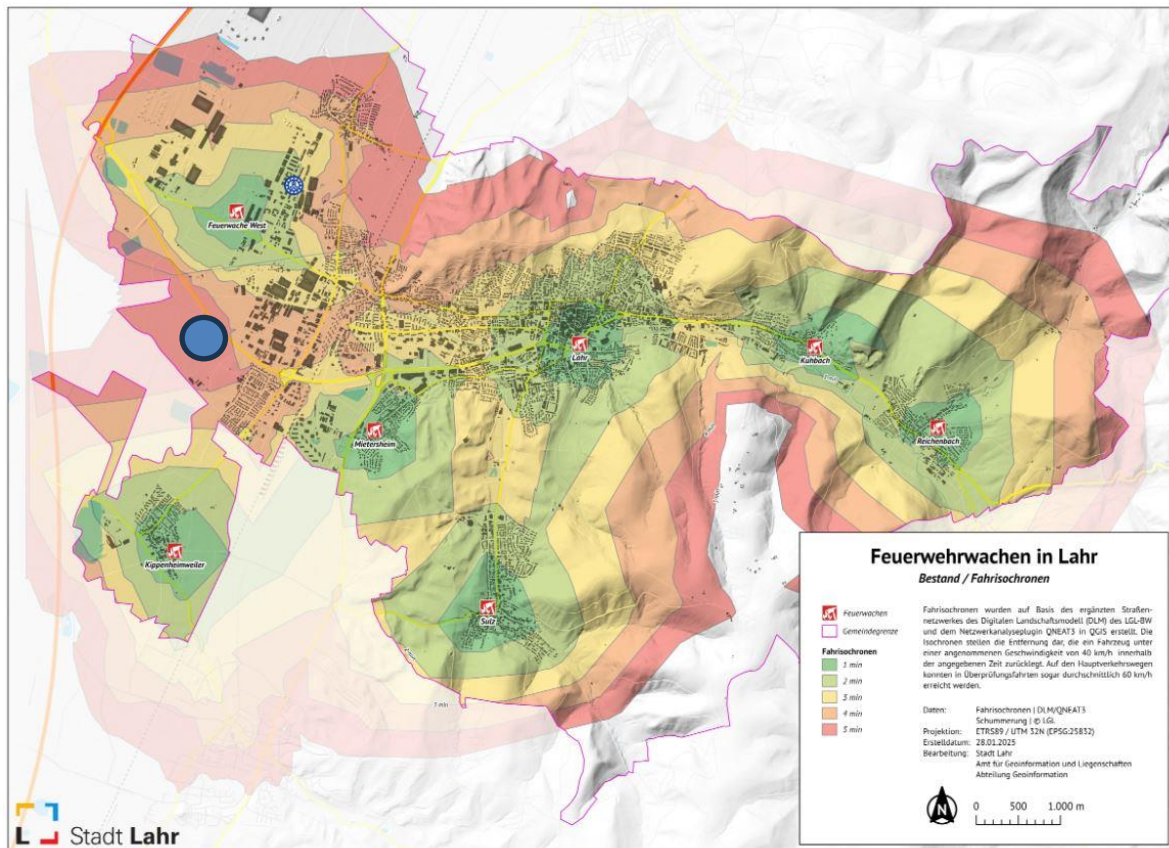 Feuerwache West
Lahr
Kuhbach
1 min
Mietersheim
Reichenbach
Kippenheimweiler
Sulz
5 min
Feuerwehrwachen in Lahr
Bestand / Fahrisochronen
Feuerwachen
Gemeindegrenze
Fahrisochronen
1 min
2 min
3 min
4 min
5 min
Fahrisochronen wurden auf Basis des ergänzten Straßen-
netzwerkes des Digitalen Landschaftsmodell (DLM) des LGL-BW
und dem Netzwerkanalyseplugin QNEAT3 in QGIS erstellt. Die
Isochronen stellen die Entfernung dar, die ein Fahrzeug unter
einer angenommenen Geschwindigkeit von 40 km/h innerhalb
der angegebenen Zeit zurücklegt. Auf den Hauptverkehrswegen
konnten in Überprüfungsfahrten sogar durchschnittlich 60 km/h
erreicht werden.
Daten: Fahrisochronen | DLM/QNEAT3
Schummerung | © LGL
Projektion: ETRS89 / UTM 32N (EPSG:25832)
Erstelldatum: 28.01.2025
Bearbeitung: Stadt Lahr
Amt für Geoinformation und Liegenschaften
Abteilung Geoinformation
N
0 500 1.000 m
L Stadt Lahr